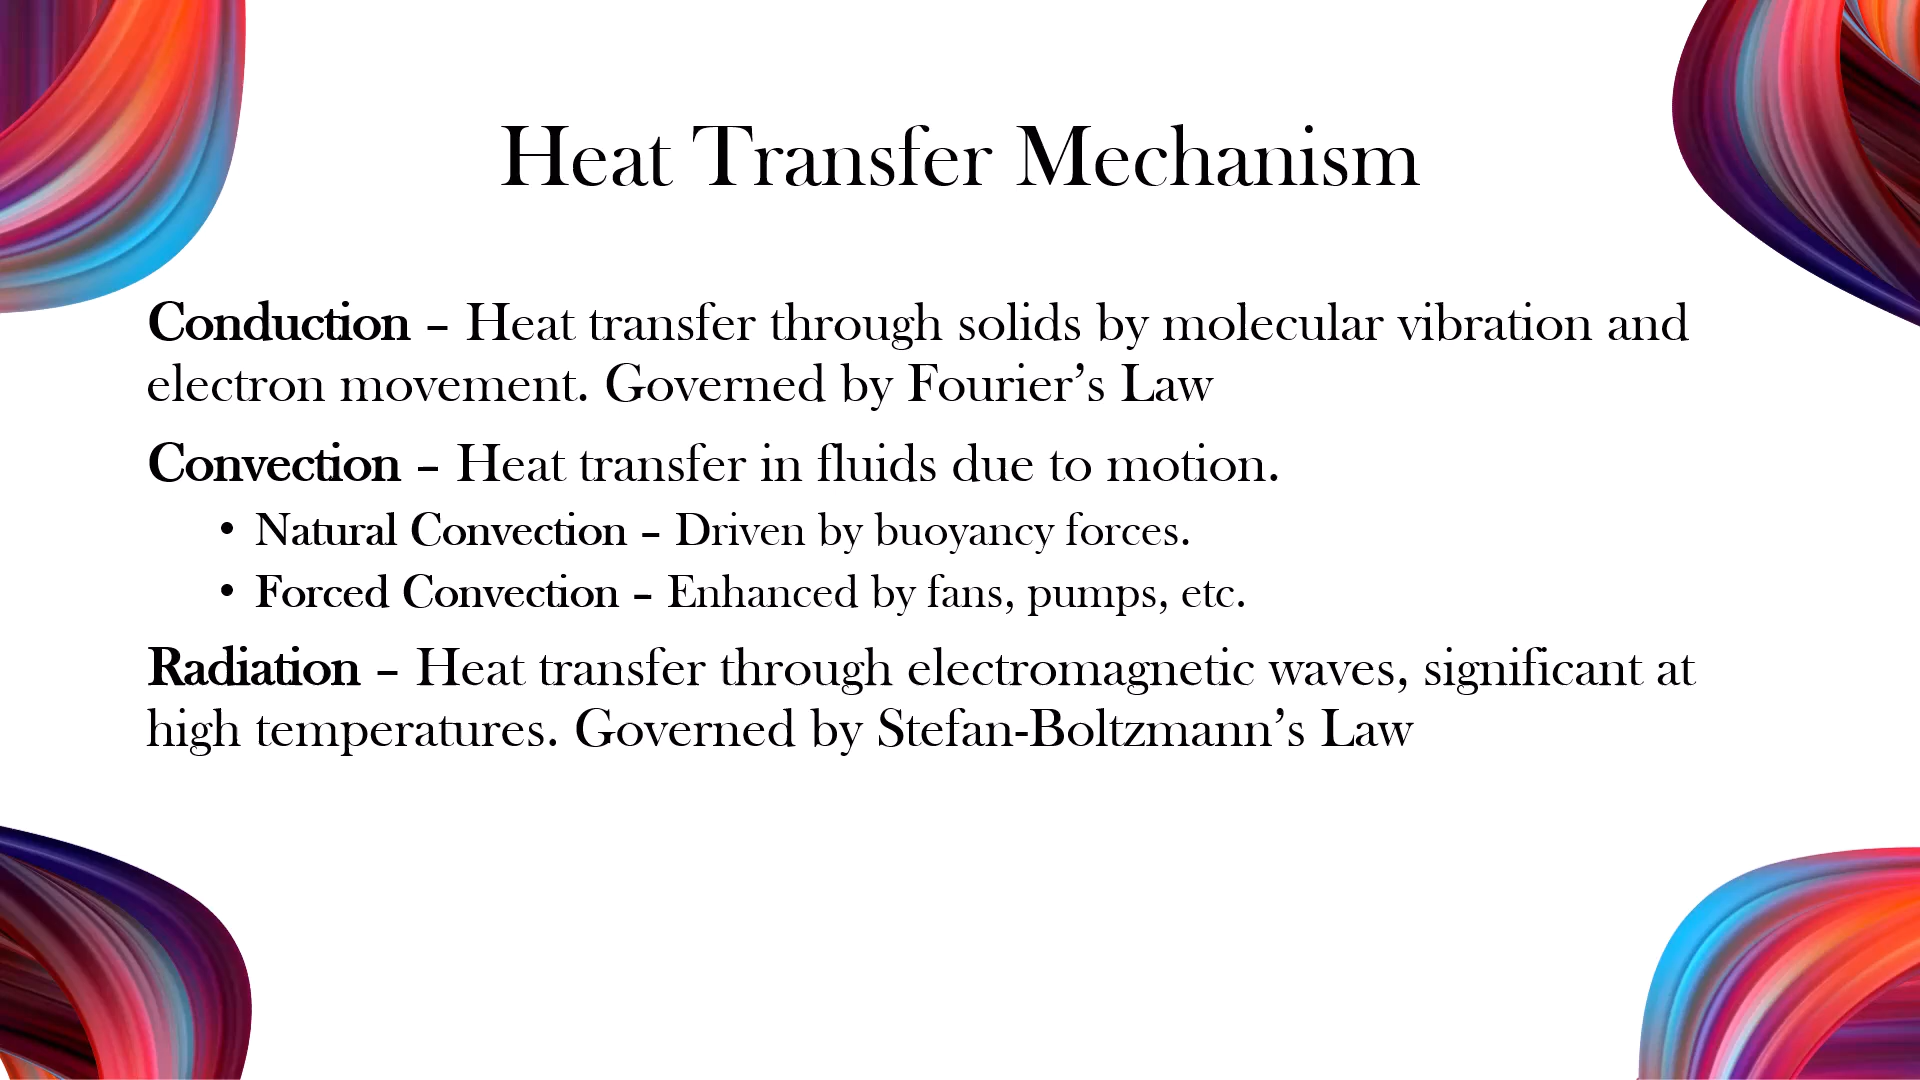 Heat Transfer Mechanism
Conduction – Heat transfer through solids by molecular vibration and
electron movement. Governed by Fourier’s Law
Convection – Heat transfer in fluids due to motion.
• Natural Convection – Driven by buoyancy forces.
• Forced Convection – Enhanced by fans, pumps, etc.
Radiation – Heat transfer through electromagnetic waves, significant at
high temperatures. Governed by Stefan-Boltzmann’s Law